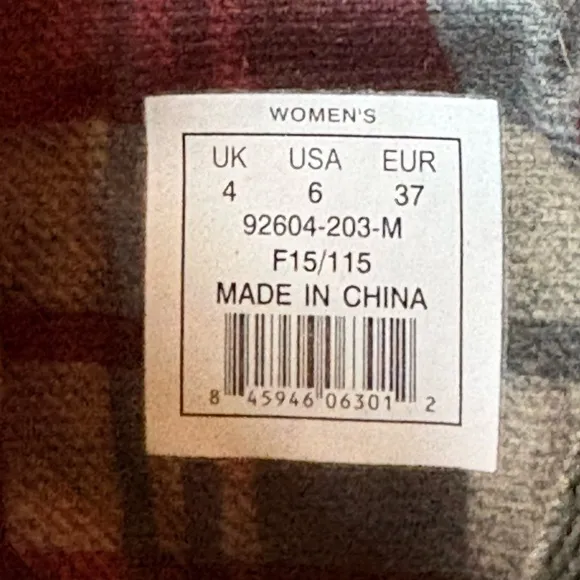 WOMEN'S
UK USA EUR
4 6 37
92604-203-M
F15/115
MADE IN CHINA
8 45946 06301 2